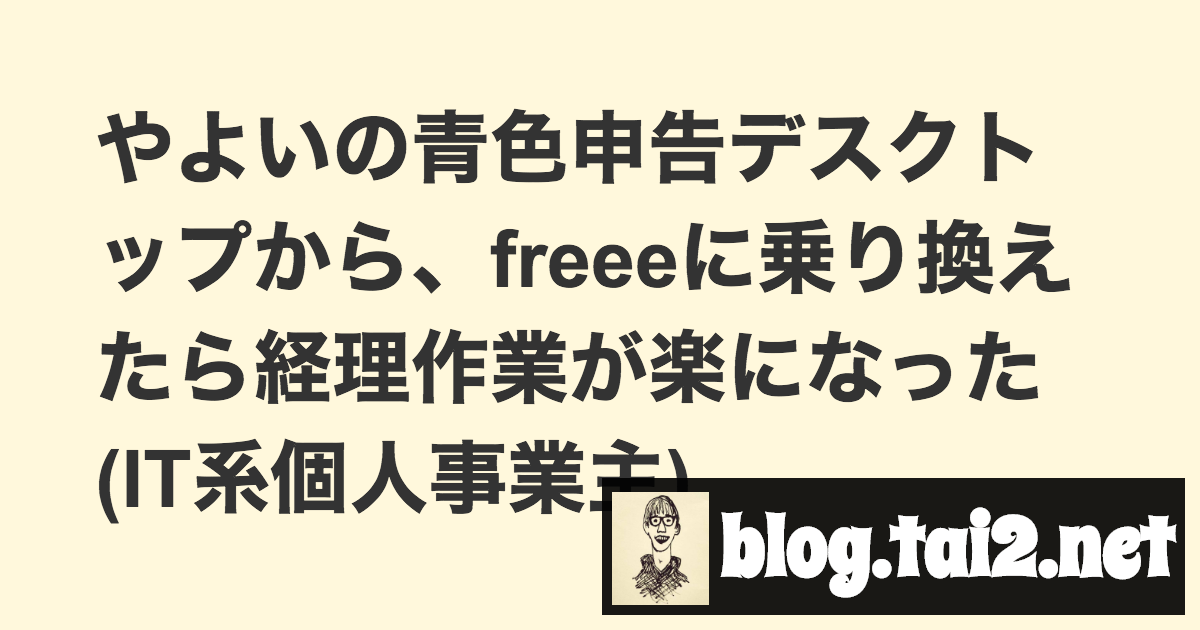 やよいの青色申告デスクト
ップから、freeeに乗り換え
たら経理作業が楽になった
(IT系個人事業主)
blog.tai2.net